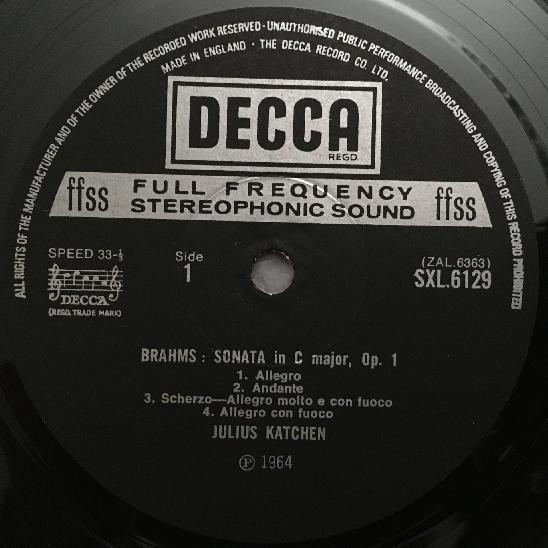 ALL RIGHTS OF THE MANUFACTURER AND OF THE OWNER OF THE RECORDED WORK RESERVED · UNAUTHORISED PUBLIC PERFORMANCE BROADCASTING AND COPYING OF THIS RECORD PROHIBITED
MADE IN ENGLAND · THE DECCA RECORD CO. LTD.
DECCA
REGD
ffss FULL FREQUENCY STEREOPHONIC SOUND ffss
SPEED 33-⅓
Side
1
(ZAL.6363)
SXL.6129
DECCA
(REGD. TRADE MARK)
BRAHMS : SONATA in C major, Op. 1
1. Allegro
2. Andante
3. Scherzo—Allegro molto e con fuoco
4. Allegro con fuoco
JULIUS KATCHEN
Ⓟ 1964